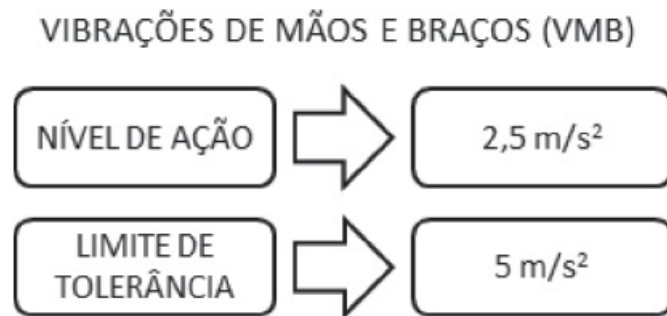 VIBRAÇÕES DE MÃOS E BRAÇOS (VMB)
NÍVEL DE AÇÃO
2,5 m/s²
LIMITE DE
TOLERÂNCIA
5 m/s²